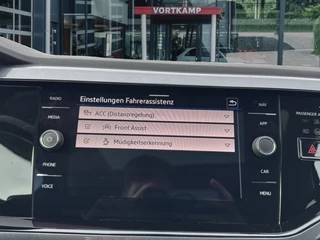 VORTKAMP
RADIO
MEDIA
PHONE
VOICE
Einstellungen Fahrerassistenz
ACC (Distanzregelung)
Front Assist
Müdigkeitserkennung
NAV
APP
CAR
MENU
PASSENGER